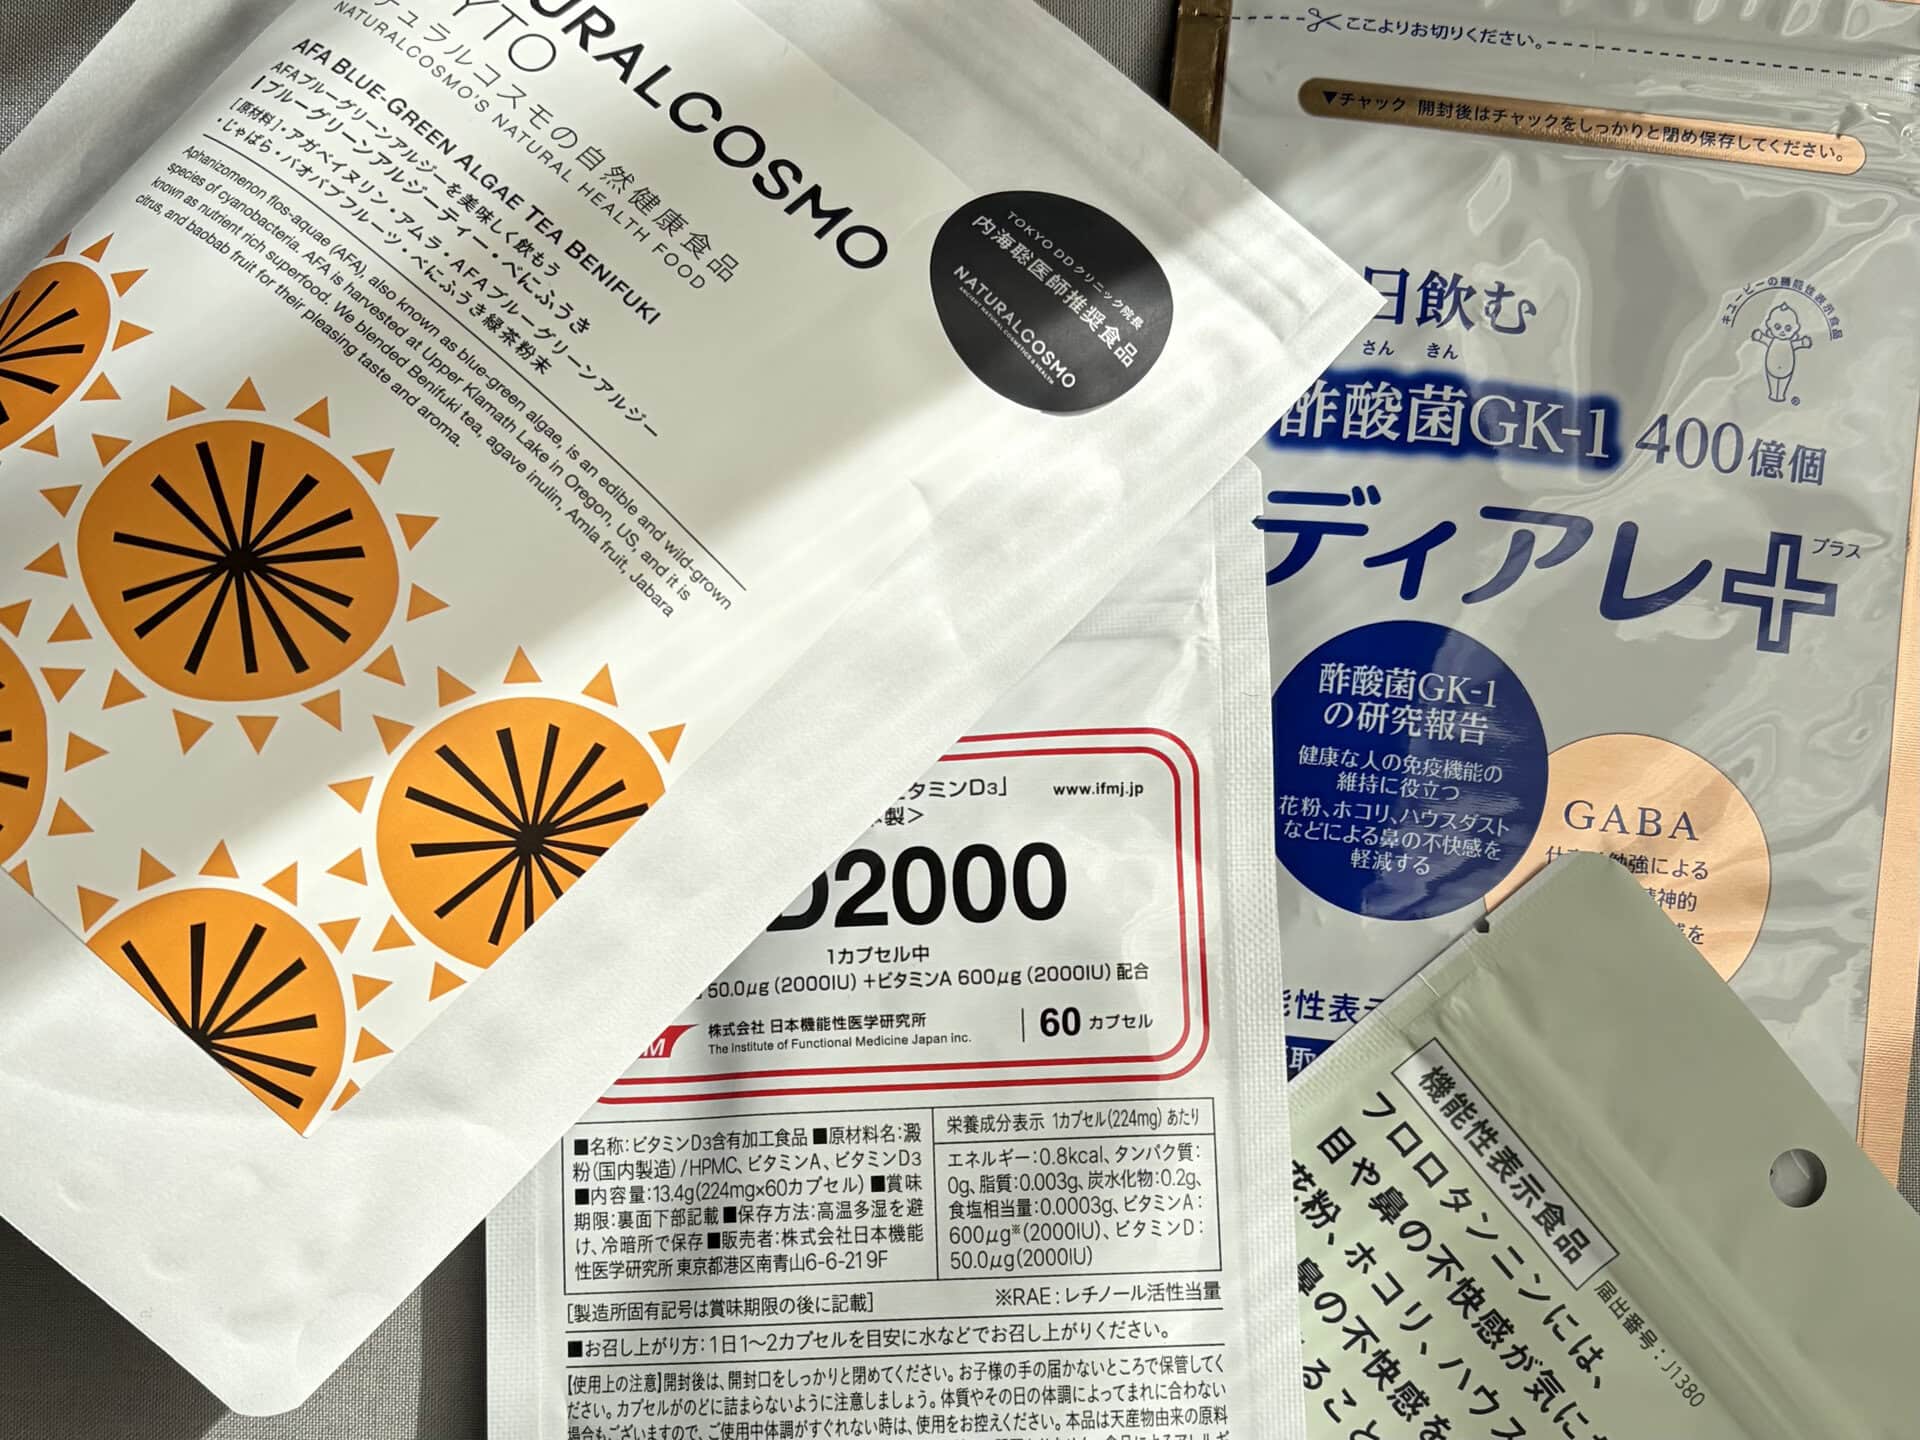 URALCOSMO
YTO
チュラルコスモの自然健康食品
NATURALCOSMO'S NATURAL HEALTH FOOD
AFA BLUE-GREEN ALGAE TEA BENIFUKI
AFAブルーグリーンアルジーを美味しく飲もう
ブルーグリーンアルジーティー・べにふうき
[原材料]・アガベイヌリン・アムラ・AFAブルーグリーンアルジー
・じゃばら・バオバブフルーツ・べにふうき緑茶粉末
Aphanizomenon flos-aquae (AFA), also known as blue-green algae, is an edible and wild-grown
species of cyanobacteria. AFA is harvested at Upper Klamath Lake in Oregon, US, and it is
known as nutrient rich superfood. We blended Benifuki tea, agave inulin, Amla fruit, Jabara
citrus, and baobab fruit for their pleasing taste and aroma.
TOKYO DDクリニック院長
内海聡医師推奨食品
NATURALCOSMO
ANCIENT NATURAL COSMETICS & HEALTH
ここよりお切りください。
▼チャック 開封後はチャックをしっかりと閉め保存してください。
キユーピーの機能性表示食品
日飲む
さん きん
酢酸菌GK-1 400億個
ディアレ+
プラス
酢酸菌GK-1
の研究報告
健康な人の免疫機能の
維持に役立つ
花粉、ホコリ、ハウスダスト
などによる鼻の不快感を
軽減する
GABA
勉強による
精神的
を
性表示
取
タミンD3」
www.ifmj.jp
製>
D2000
1カプセル中
50.0μg (2000IU) +ビタミンA 600μg (2000IU) 配合
M
株式会社 日本機能性医学研究所
The Institute of Functional Medicine Japan inc.
60 カプセル
■名称:ビタミンD3含有加工食品 ■原材料名:澱
粉(国内製造)/HPMC、ビタミンA、ビタミンD3
■内容量:13.4g(224mg×60カプセル) ■賞味
期限:裏面下部記載 ■保存方法:高温多湿を避
け、冷暗所で保存 ■販売者:株式会社日本機能
性医学研究所 東京都港区南青山6-6-21 9F
栄養成分表示 1カプセル(224mg) あたり
エネルギー:0.8kcal、タンパク質:
0g、脂質:0.003g、炭水化物:0.2g、
食塩相当量:0.0003g、ビタミンA:
600μg※(2000IU)、ビタミンD:
50.0μg(2000IU)
[製造所固有記号は賞味期限の後に記載]
※RAE:レチノール活性当量
■お召し上がり方:1日1〜2カプセルを目安に水などでお召し上がりください。
【使用上の注意】開封後は、開封口をしっかりと閉めてください。お子様の手の届かないところで保管してく
ださい。カプセルがのどに詰まらないように注意しましょう。体質やその日の体調によってまれに合わない
場合もございますので、ご使用中体調がすぐれない時は、使用をお控えください。本品は天産物由来の原料
機能性表示食品
届出番号:J1380
フロロタンニンには、
目や鼻の不快感が気に
花粉、ホコリ、ハウス
鼻の不快感を
ること